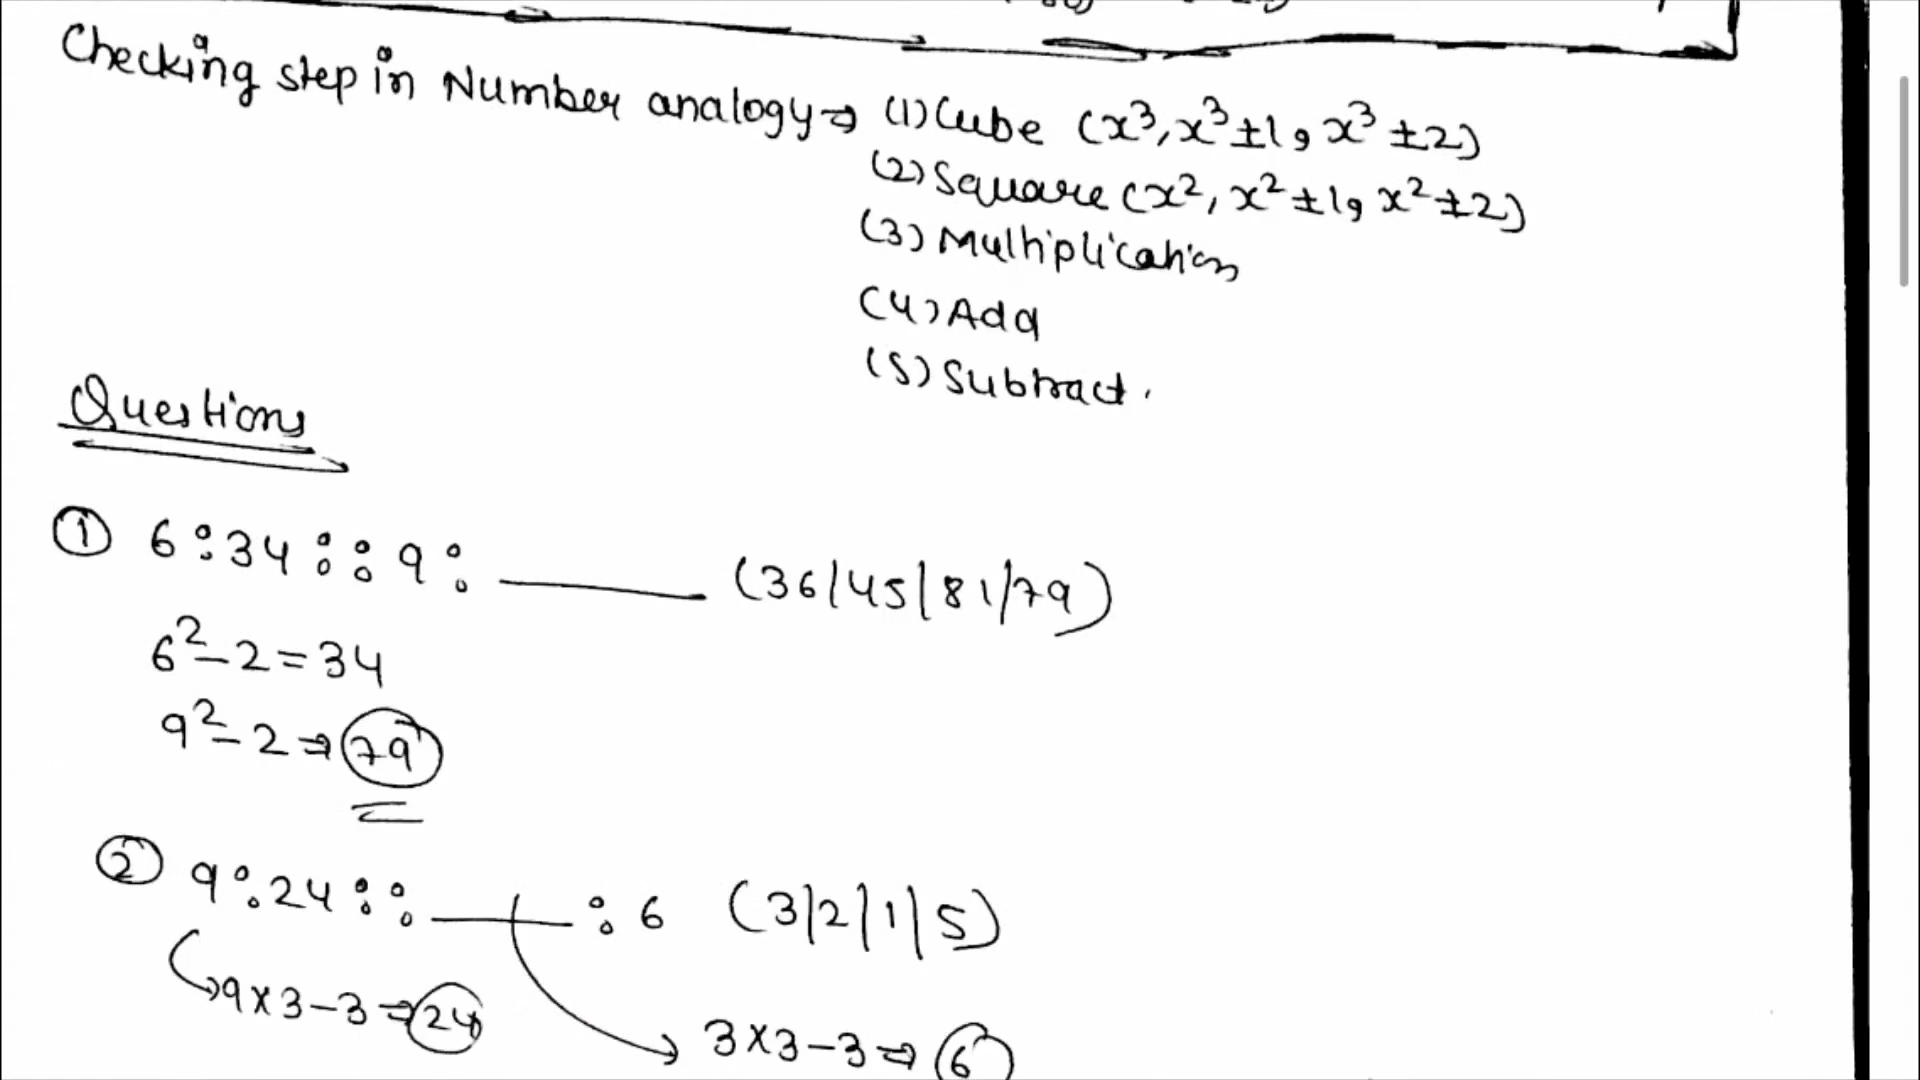 Checking step in Number analogy ⇒ (1) Cube (x³, x³±1, x³±2)
(2) Square (x², x²±1, x²±2)
(3) Multiplication
(4) Add
(5) Subtract.
Questions
① 6:34 :: 9: ____ (36/45/81/79)
6²-2=34
9²-2⇒79
② 9:24 :: ____ :6 (3/2/1/5)
9×3-3⇒24
3×3-3⇒6